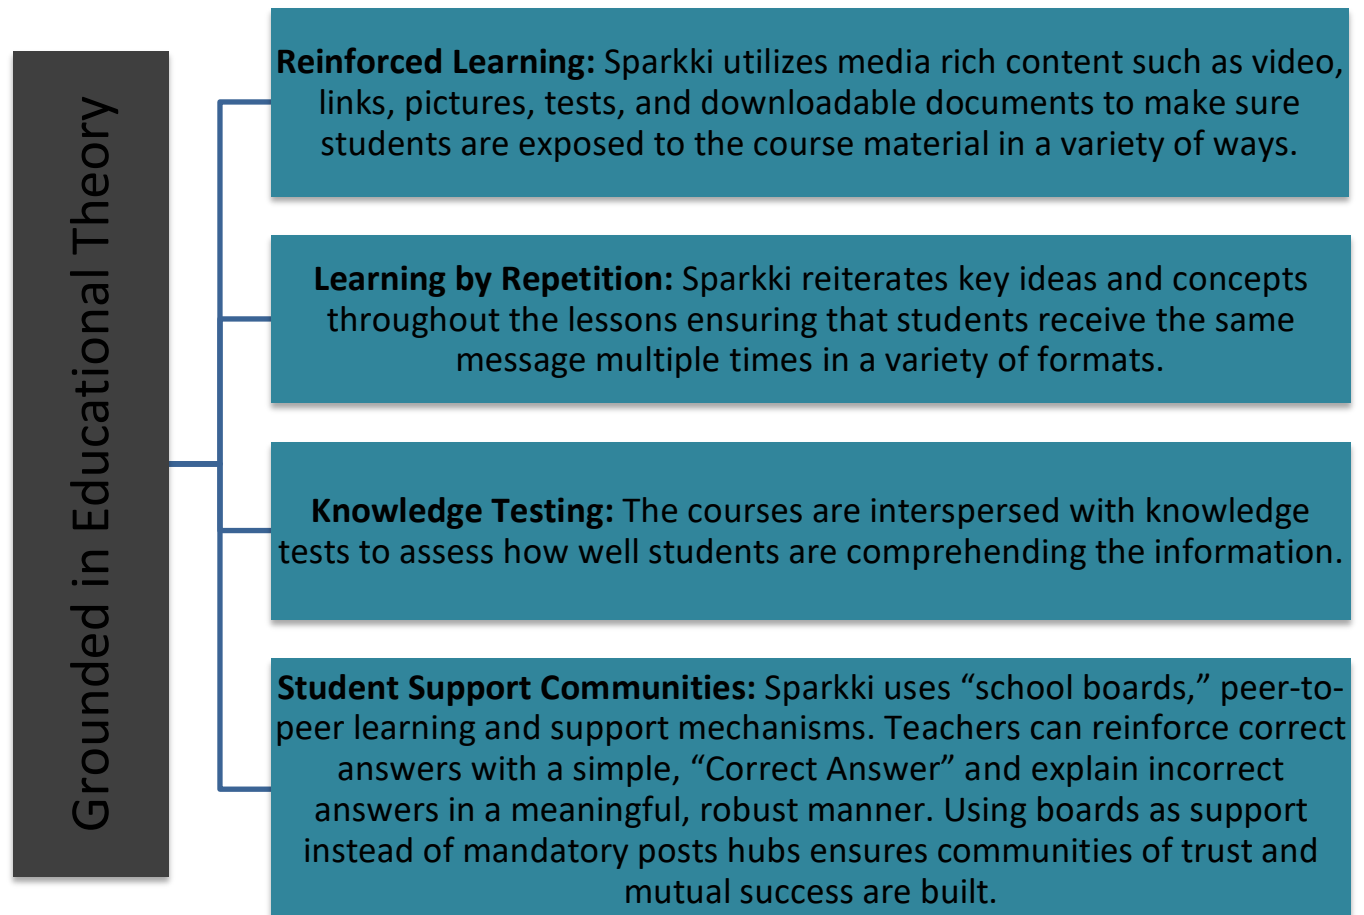 Grounded in Educational Theory
Reinforced Learning: Sparkki utilizes media rich content such as video,
links, pictures, tests, and downloadable documents to make sure
students are exposed to the course material in a variety of ways.
Learning by Repetition: Sparkki reiterates key ideas and concepts
throughout the lessons ensuring that students receive the same
message multiple times in a variety of formats.
Knowledge Testing: The courses are interspersed with knowledge
tests to assess how well students are comprehending the information.
Student Support Communities: Sparkki uses “school boards,” peer-to-
peer learning and support mechanisms. Teachers can reinforce correct
answers with a simple, “Correct Answer” and explain incorrect
answers in a meaningful, robust manner. Using boards as support
instead of mandatory posts hubs ensures communities of trust and
mutual success are built.